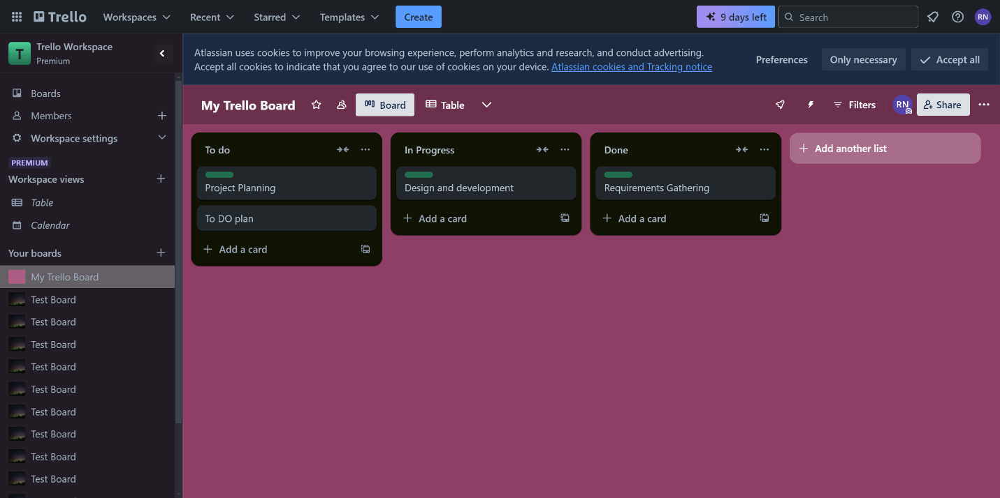 Trello
Workspaces
Recent
Starred
Templates
Create
9 days left
Search
RN
T
Trello Workspace
Premium
Boards
Members
Workspace settings
PREMIUM
Workspace views
Table
Calendar
Your boards
My Trello Board
Test Board
Test Board
Test Board
Test Board
Test Board
Test Board
Test Board
Test Board
Test Board
Atlassian uses cookies to improve your browsing experience, perform analytics and research, and conduct advertising.
Accept all cookies to indicate that you agree to our use of cookies on your device. Atlassian cookies and Tracking notice
Preferences
Only necessary
Accept all
My Trello Board
Board
Table
Filters
RN
Share
To do
Project Planning
To DO plan
Add a card
In Progress
Design and development
Add a card
Done
Requirements Gathering
Add a card
Add another list